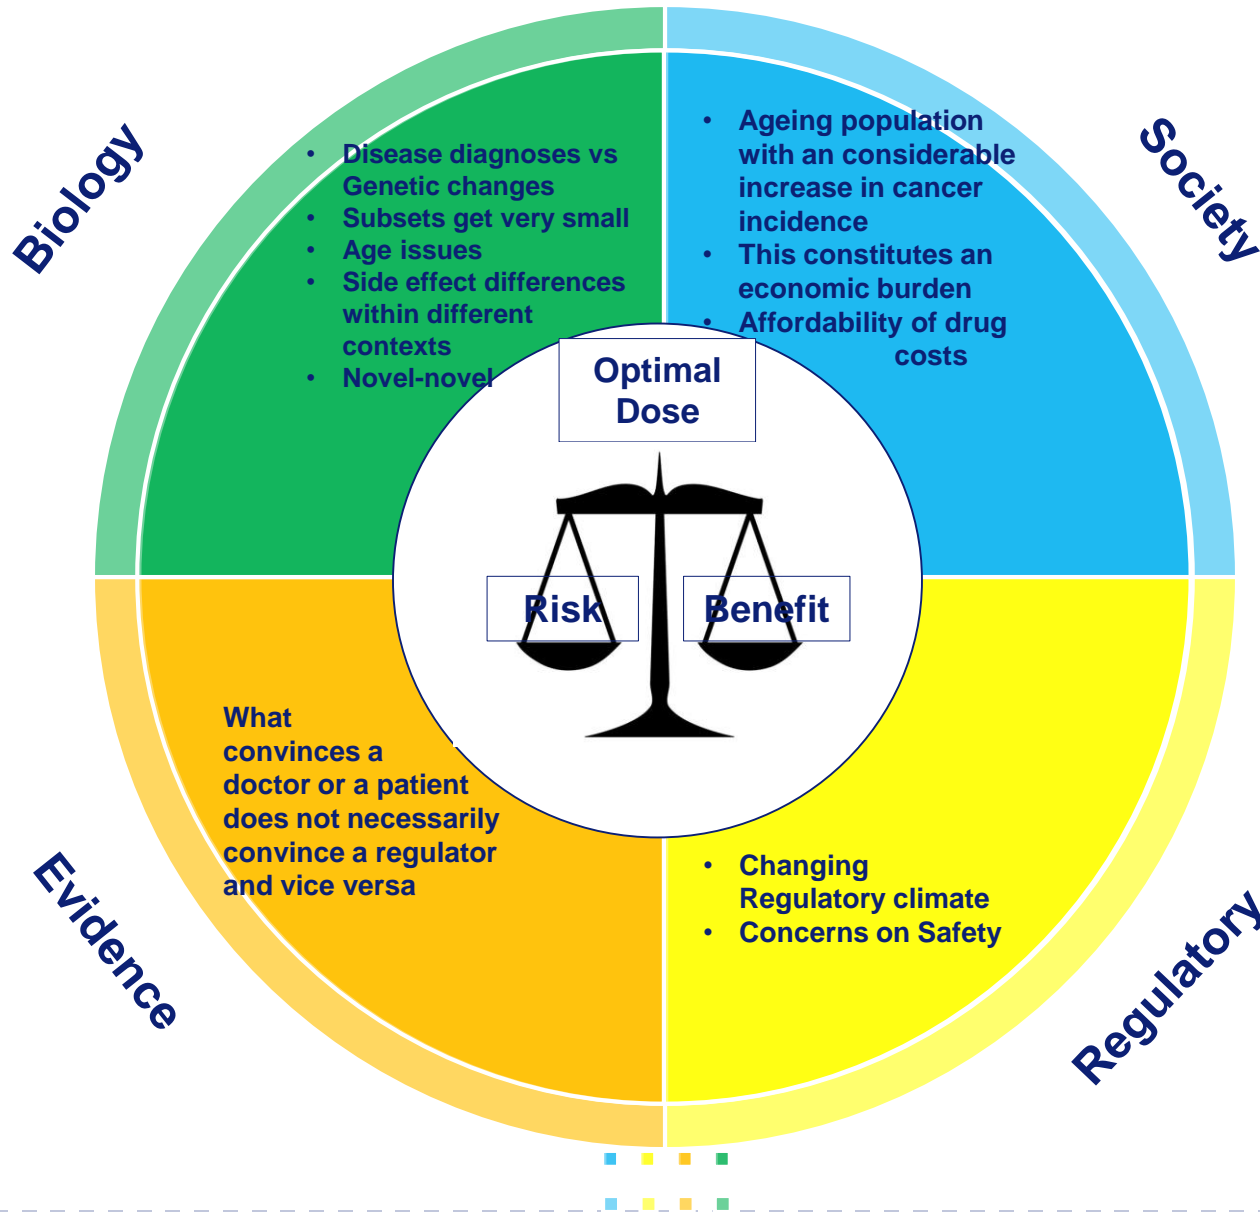 Biology
• Disease diagnoses vs
Genetic changes
• Subsets get very small
• Age issues
• Side effect differences
within different
contexts
• Novel-novel
Society
• Ageing population
with an considerable
increase in cancer
incidence
• This constitutes an
economic burden
• Affordability of drug
costs
Optimal
Dose
Risk
Benefit
Evidence
What
convinces a
doctor or a patient
does not necessarily
convince a regulator
and vice versa
Regulatory
• Changing
Regulatory climate
• Concerns on Safety